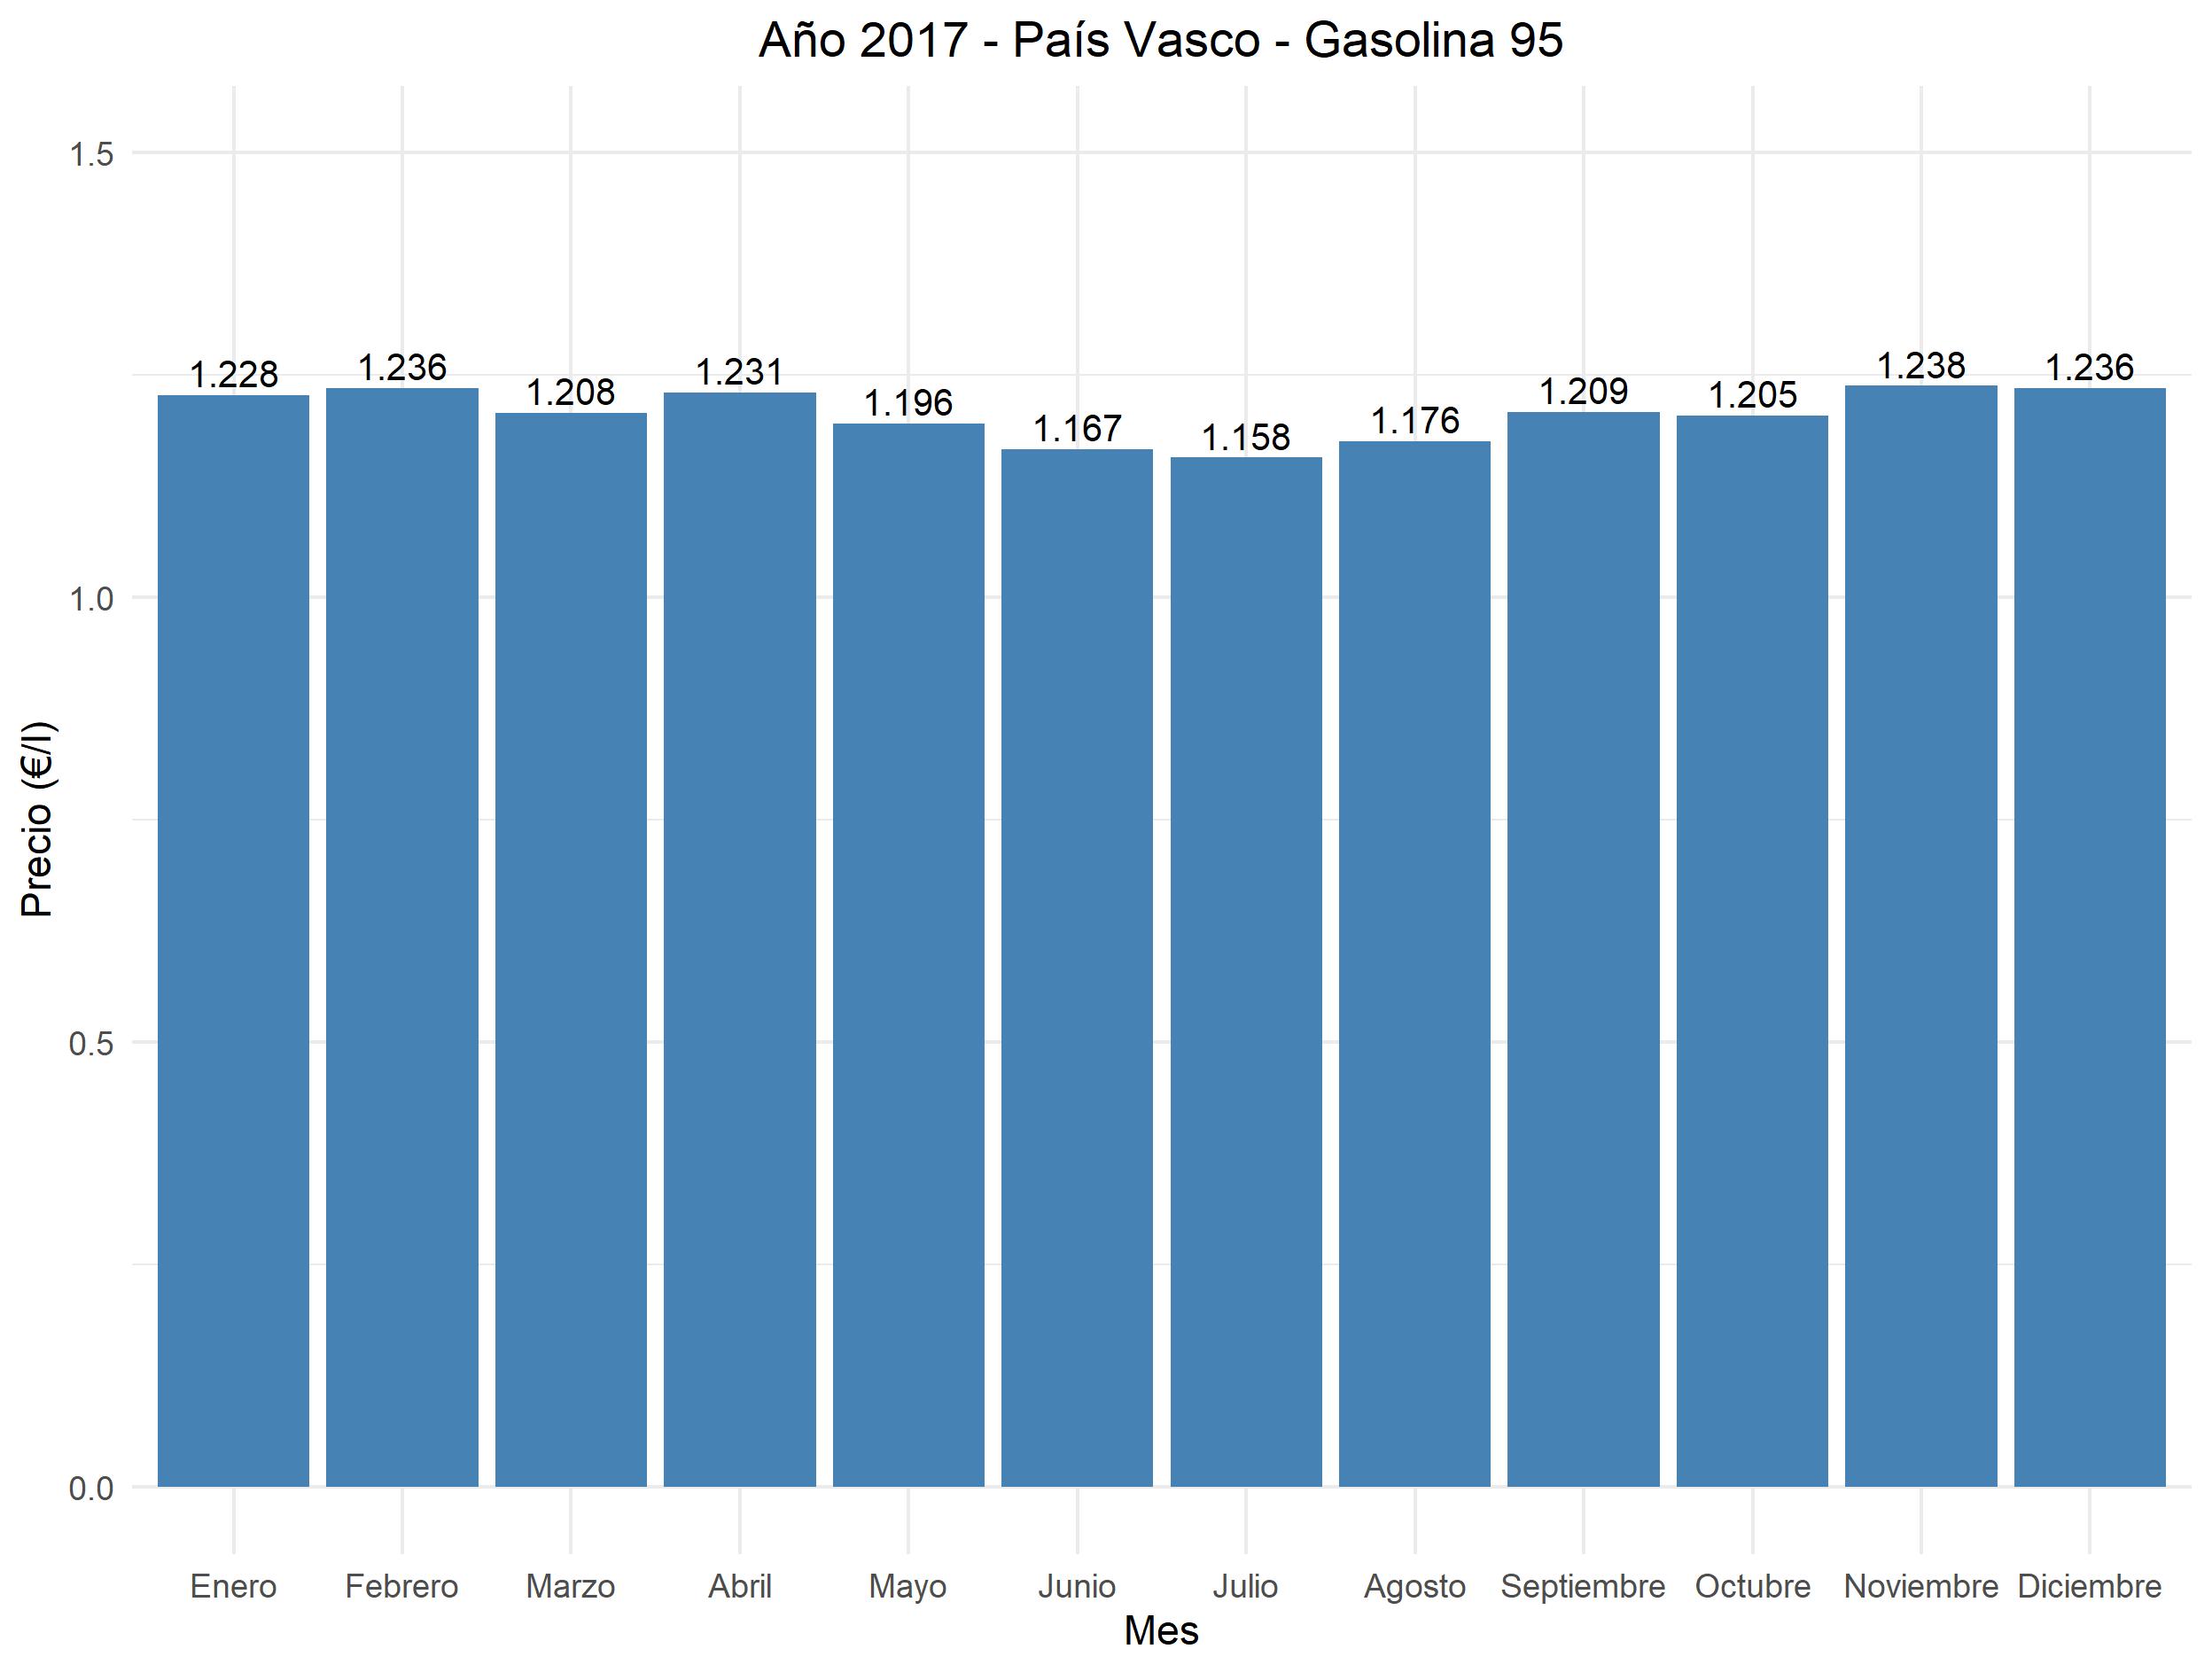 Año 2017 - País Vasco - Gasolina 95
Precio (€/l)
1.5
1.0
0.5
0.0
1.228
1.236
1.208
1.231
1.196
1.167
1.158
1.176
1.209
1.205
1.238
1.236
Enero
Febrero
Marzo
Abril
Mayo
Junio
Julio
Agosto
Septiembre
Octubre
Noviembre
Diciembre
Mes